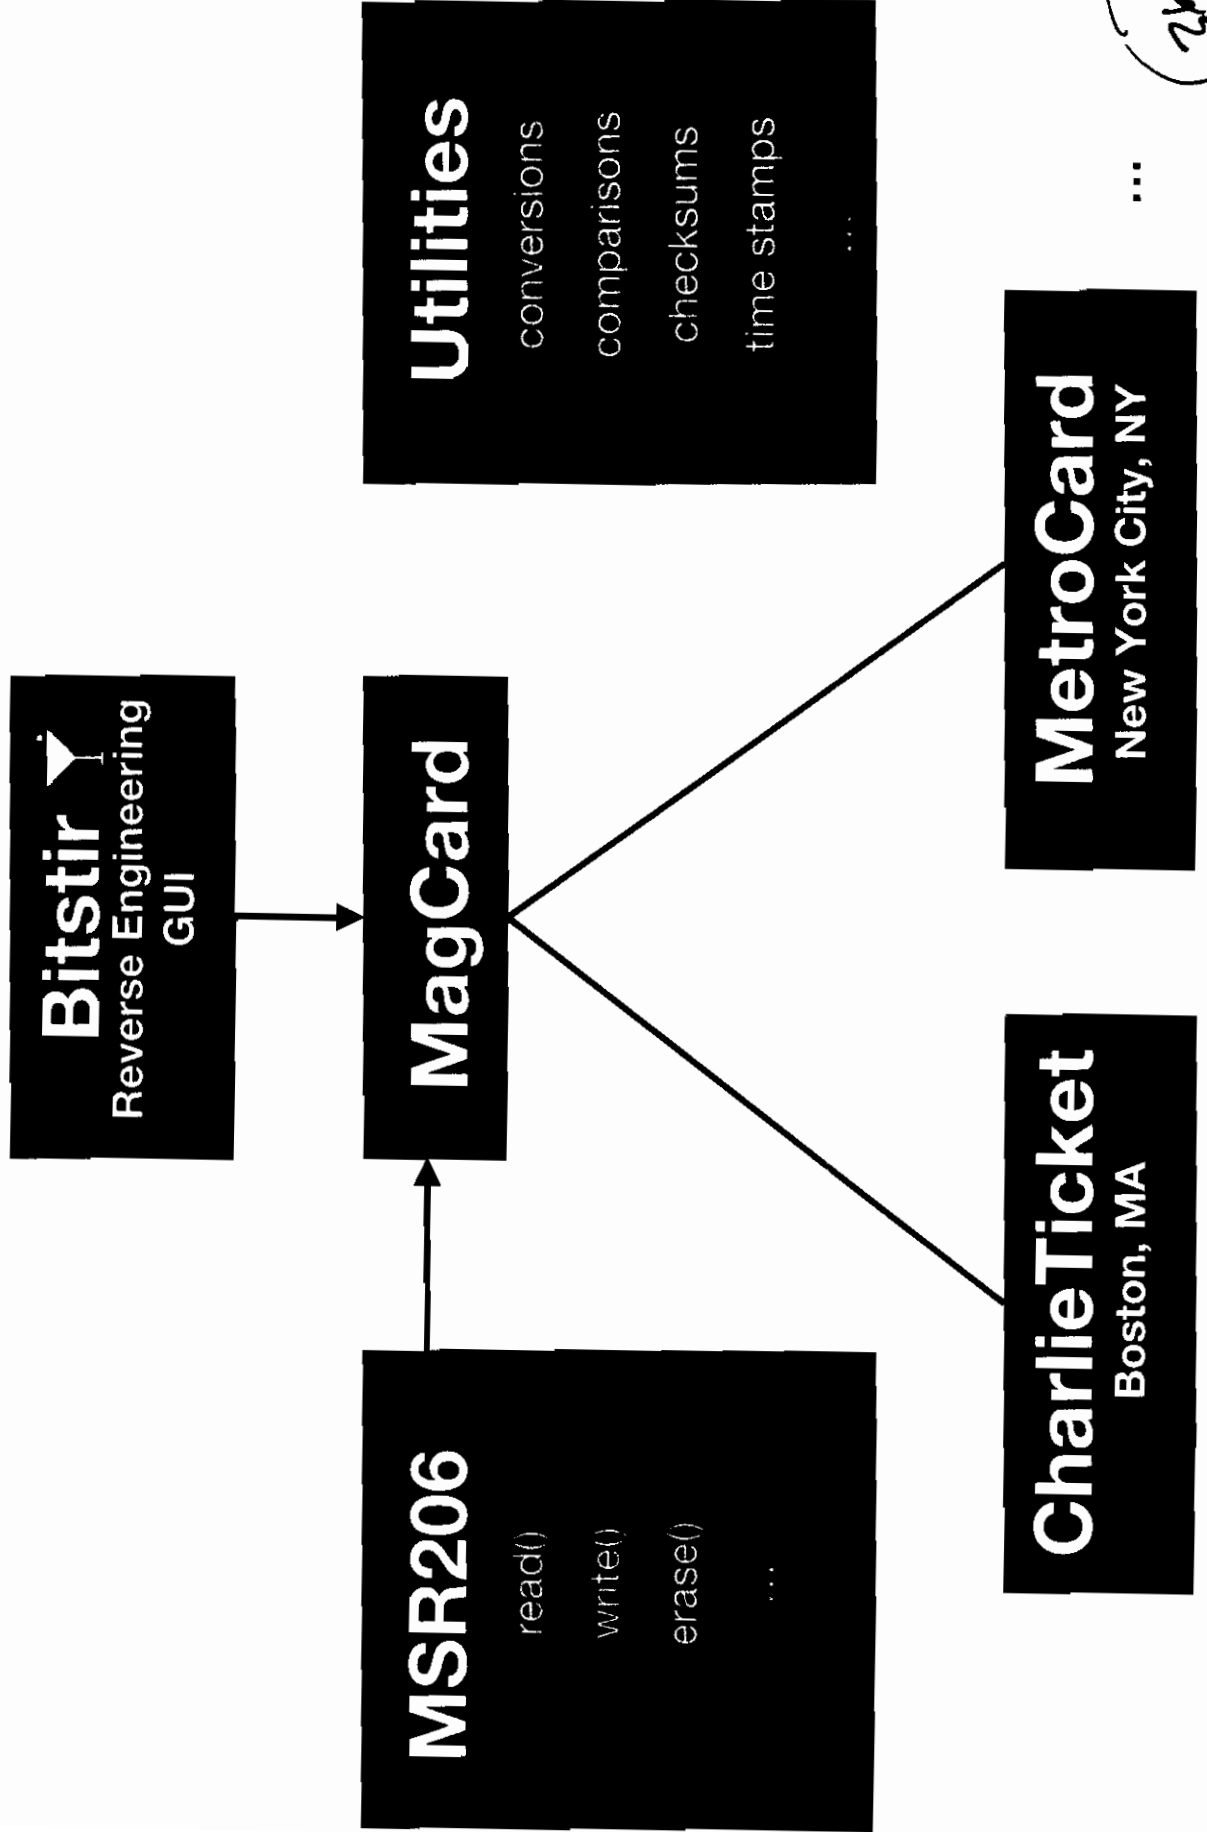 Bitstir
Reverse Engineering
GUI
MSR206
read()
write()
erase()
...
MagCard
Utilities
conversions
comparisons
checksums
time stamps
...
CharlieTicket
Boston, MA
MetroCard
New York City, NY
...